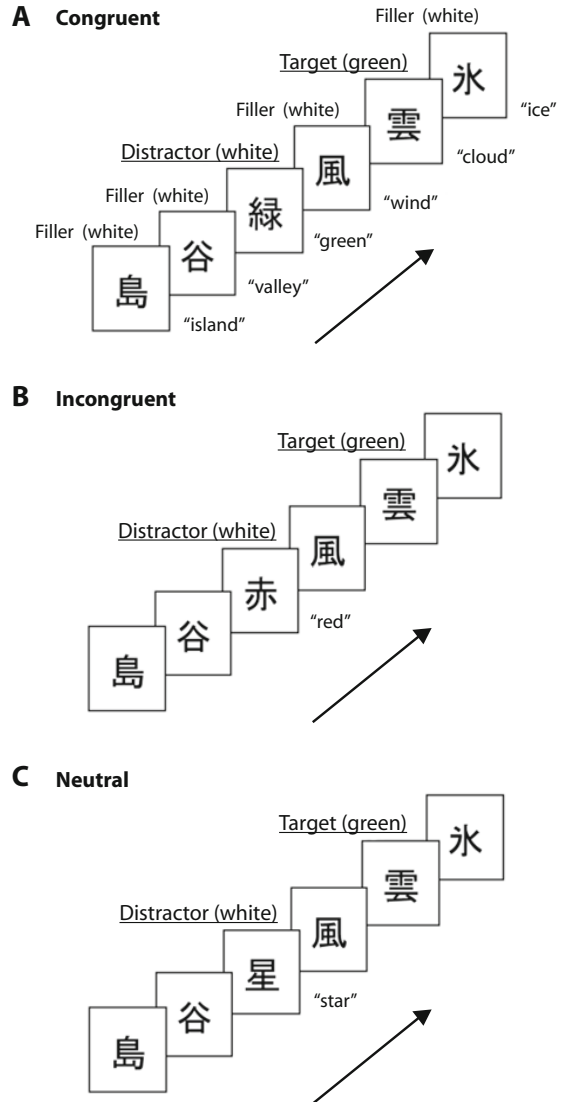 A Congruent
Filler (white)
Target (green)
氷
Filler (white)
雲
"ice"
Distractor (white)
風
"cloud"
Filler (white)
緑
"wind"
Filler (white)
谷
"green"
島
"valley"
"island"
B Incongruent
Target (green)
氷
雲
Distractor (white)
風
赤
谷
"red"
島
C Neutral
Target (green)
氷
雲
Distractor (white)
風
星
谷
"star"
島